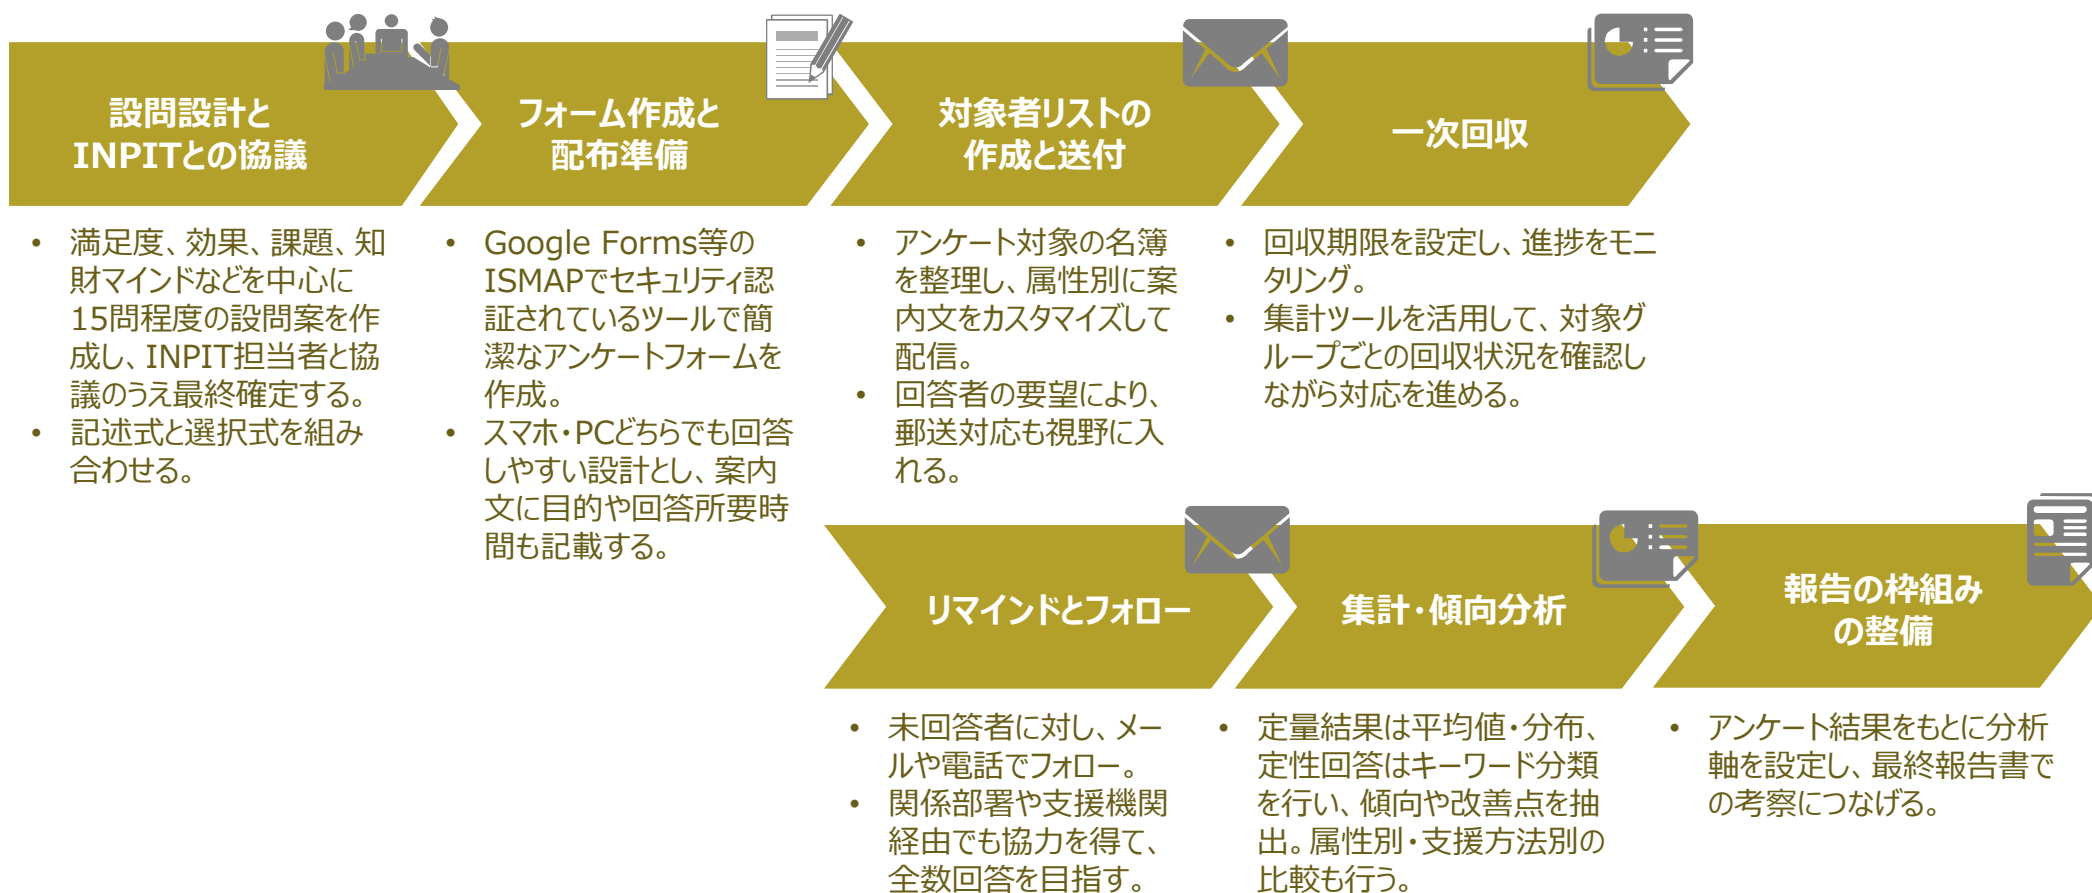 設問設計と
INPITとの協議
• 満足度、効果、課題、知
財マインドなどを中心に
15問程度の設問案を作
成し、INPIT担当者と協
議のうえ最終確定する。
• 記述式と選択式を組み
合わせる。
フォーム作成と
配布準備
• Google Forms等の
ISMAPでセキュリティ認
証されているツールで簡
潔なアンケートフォームを
作成。
• スマホ・PCどちらでも回答
しやすい設計とし、案内
文に目的や回答所要時
間も記載する。
対象者リストの
作成と送付
• アンケート対象の名簿
を整理し、属性別に案
内文をカスタマイズして
配信。
• 回答者の要望により、
郵送対応も視野に入
れる。
一次回収
• 回収期限を設定し、進捗をモニ
タリング。
• 集計ツールを活用して、対象グ
ループごとの回収状況を確認し
ながら対応を進める。
リマインドとフォロー
• 未回答者に対し、メー
ルや電話でフォロー。
• 関係部署や支援機関
経由でも協力を得て、
全数回答を目指す。
集計・傾向分析
• 定量結果は平均値・分布、
定性回答はキーワード分類
を行い、傾向や改善点を抽
出。属性別・支援方法別の
比較も行う。
報告の枠組み
の整備
• アンケート結果をもとに分析
軸を設定し、最終報告書で
の考察につなげる。